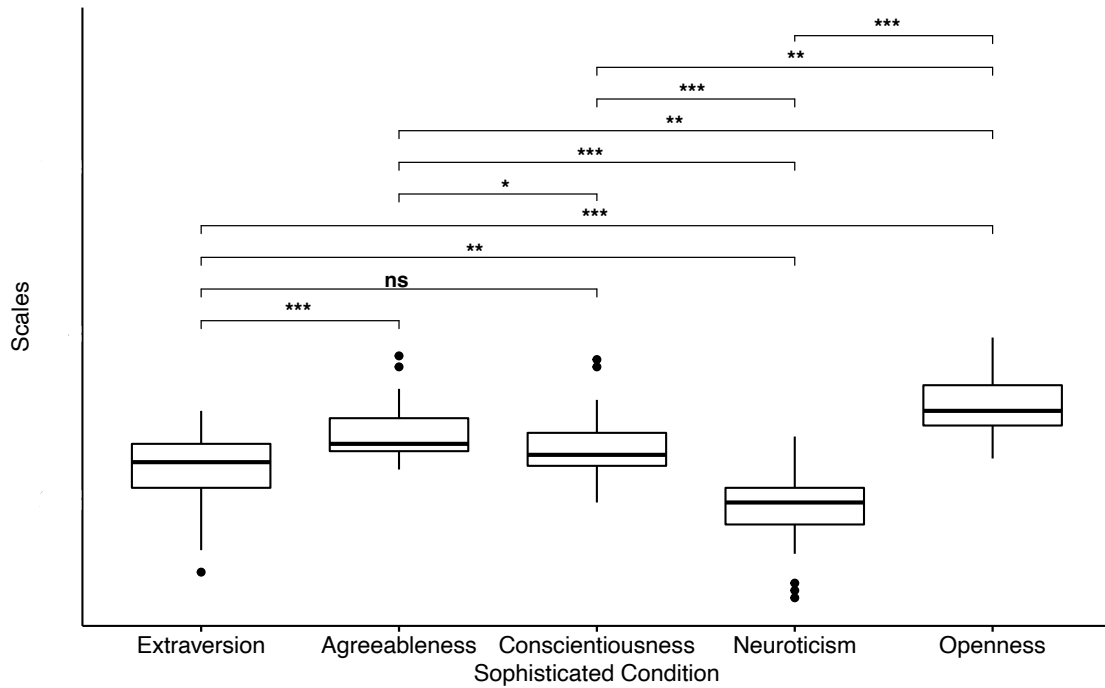 ***
**
***
**
***
*
***
**
ns
***
Scales
Extraversion Agreeableness Conscientiousness Neuroticism Openness
Sophisticated Condition